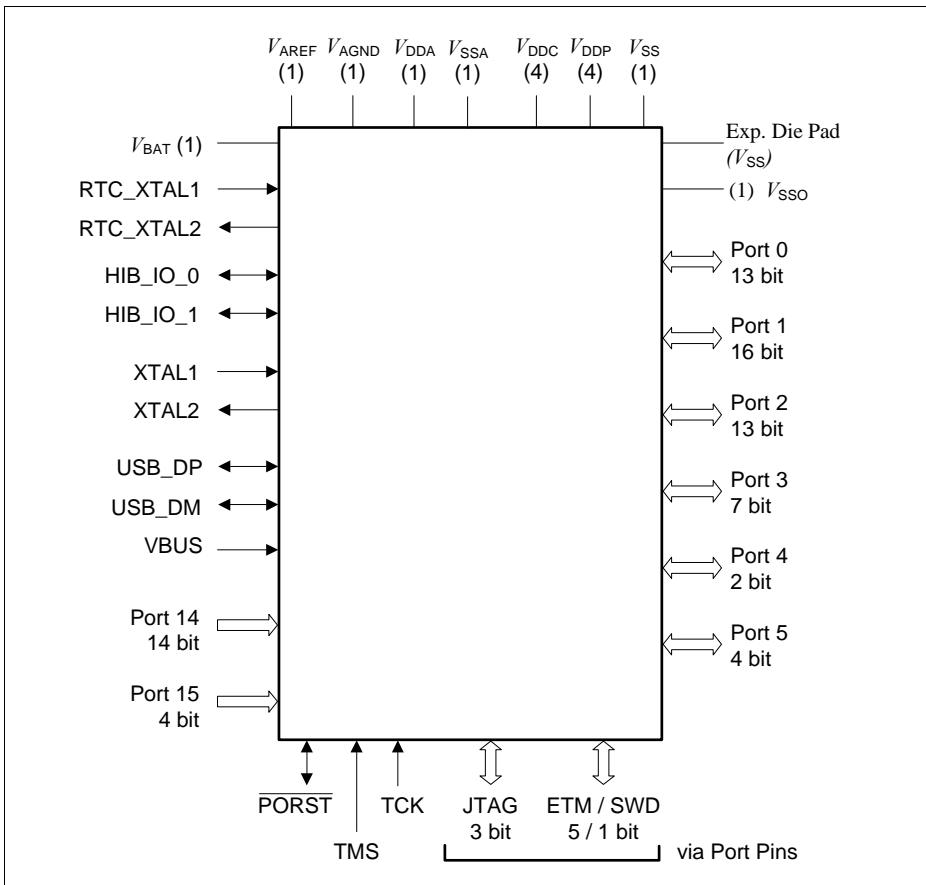 VAREF VAGND VDDA VSSA VDDC VDDP VSS
(1) (1) (1) (1) (4) (4) (1)
VBAT (1)
RTC_XTAL1
RTC_XTAL2
HIB_IO_0
HIB_IO_1
XTAL1
XTAL2
USB_DP
USB_DM
VBUS
Port 14
14 bit
Port 15
4 bit
Exp. Die Pad
(VSS)
(1) VSSO
Port 0
13 bit
Port 1
16 bit
Port 2
13 bit
Port 3
7 bit
Port 4
2 bit
Port 5
4 bit
PORST TCK JTAG ETM / SWD
3 bit 5 / 1 bit
TMS via Port Pins